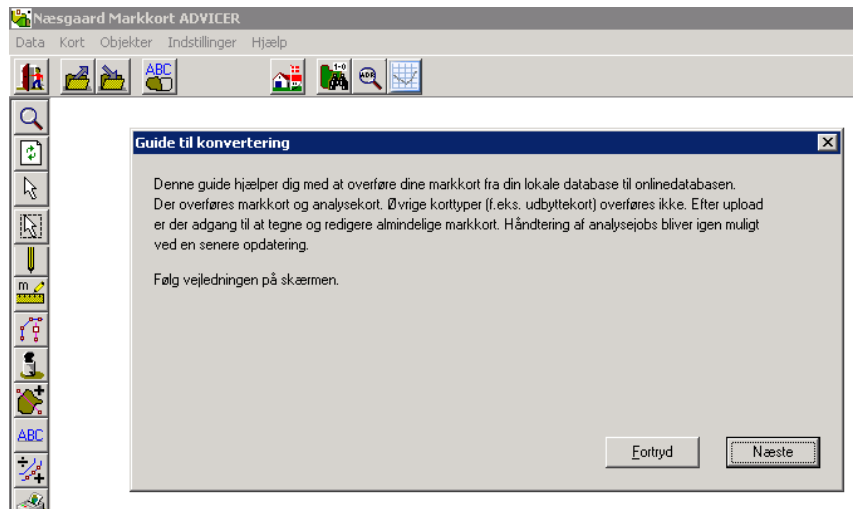 Næsgaard Markkort ADVICER
Data Kort Objekter Indstillinger Hjælp
ABC
1-0
ADR
Guide til konvertering
Denne guide hjælper dig med at overføre dine markkort fra din lokale database til onlinedatabasen.
Der overføres markkort og analysekort. Øvrige korttyper (f.eks. udbyttekort) overføres ikke. Efter upload
er der adgang til at tegne og redigere almindelige markkort. Håndtering af analysejobs bliver igen muligt
ved en senere opdatering.
Følg vejledningen på skærmen.
m
ABC
Fortryd Næste